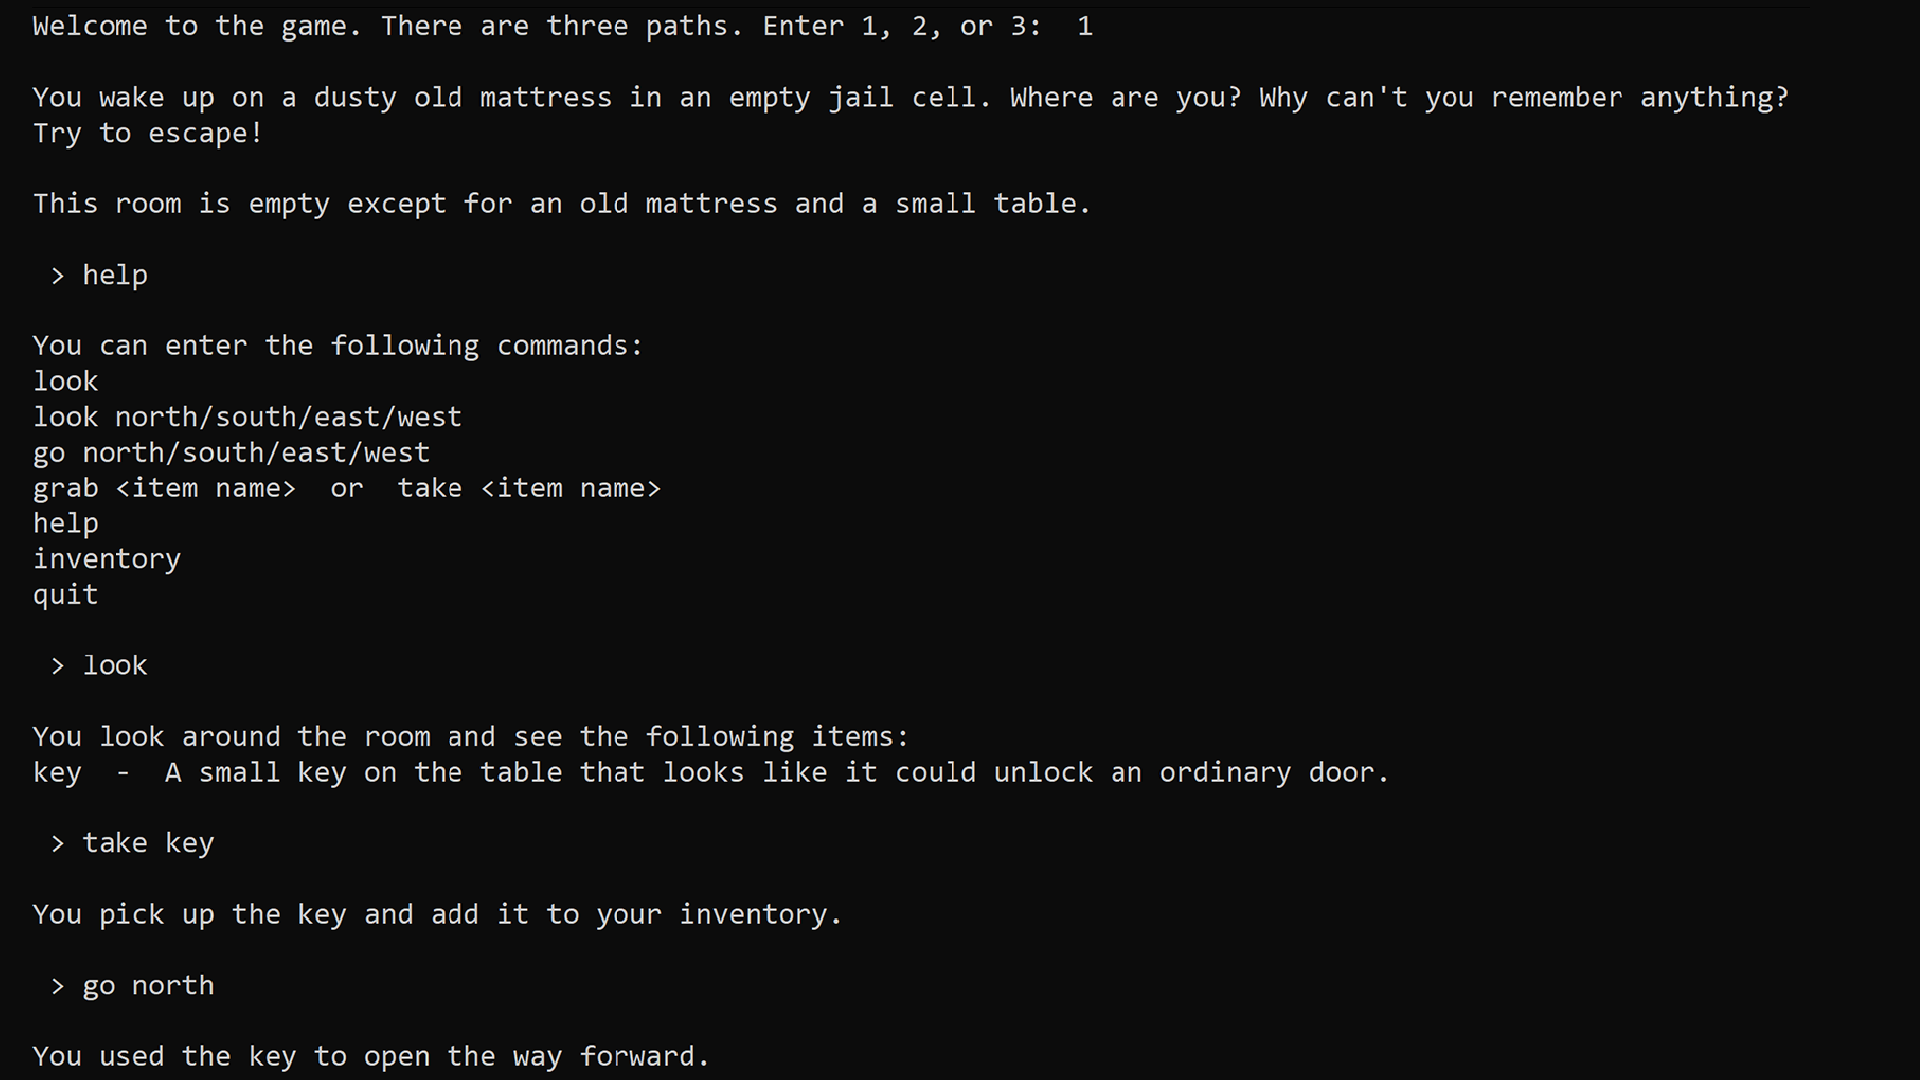 Welcome to the game. There are three paths. Enter 1, 2, or 3:  1
You wake up on a dusty old mattress in an empty jail cell. Where are you? Why can't you remember anything?
Try to escape!
This room is empty except for an old mattress and a small table.
> help
You can enter the following commands:
look
look north/south/east/west
go north/south/east/west
grab <item name>  or  take <item name>
help
inventory
quit
> look
You look around the room and see the following items:
key  -  A small key on the table that looks like it could unlock an ordinary door.
> take key
You pick up the key and add it to your inventory.
> go north
You used the key to open the way forward.